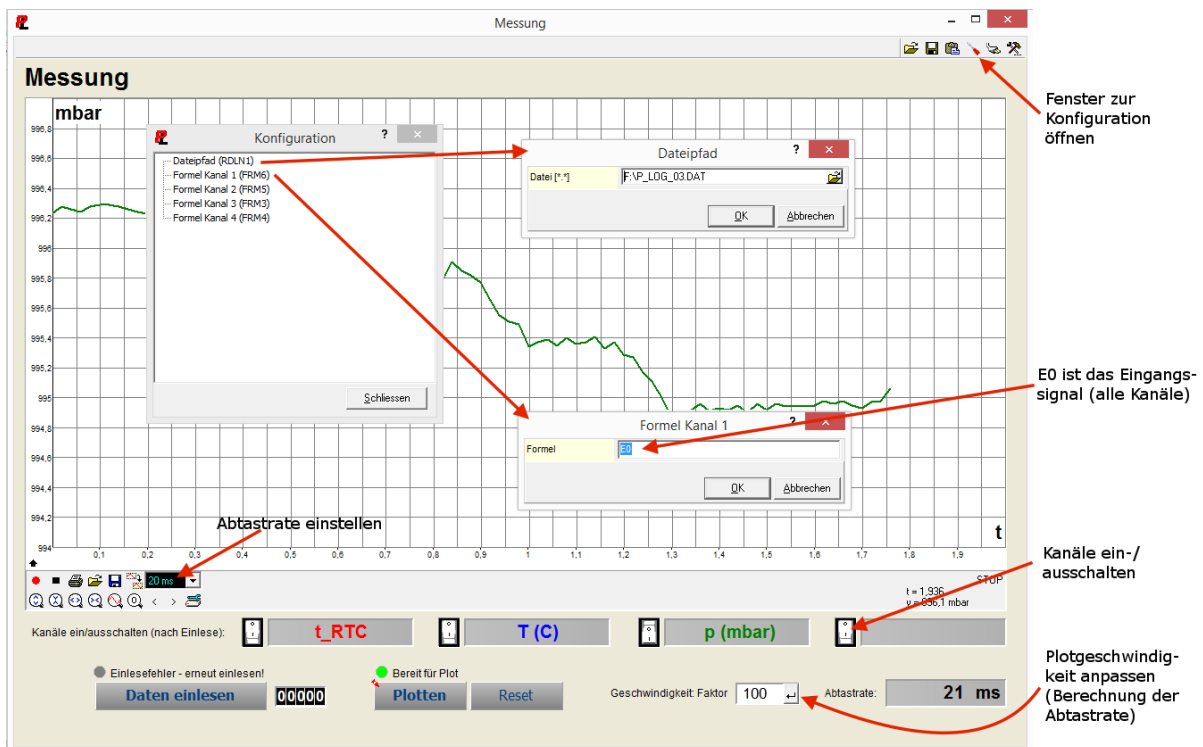 Messung
Messung
mbar
996,8
996,6
996,4
996,2
996
995,8
995,6
995,4
995,2
995
994,8
994,6
994,4
994,2
994
0,1
0,2
0,3
0,4
0,5
0,6
0,7
0,8
0,9
1
1,1
1,2
1,3
1,4
1,5
1,6
1,7
1,8
1,9
t
Konfiguration ?
Dateipfad (RDLN1)
Formel Kanal 1 (FRM6)
Formel Kanal 2 (FRM5)
Formel Kanal 3 (FRM3)
Formel Kanal 4 (FRM4)
Schliessen
Dateipfad ?
Datei [*.*] F:\P_LOG_03.DAT
OK Abbrechen
Formel Kanal 1 ?
Formel E0
OK Abbrechen
Fenster zur
Konfiguration
öffnen
E0 ist das Eingangs-
signal (alle Kanäle)
Abtastrate einstellen
20 ms
STOP
t = 1,936
y = 996,1 mbar
Kanäle ein-/
ausschalten
Kanäle ein/ausschalten (nach Einlese): t_RTC T (C) p (mbar)
Einlesefehler - erneut einlesen!
Daten einlesen 00000
Bereit für Plot
Plotten Reset
Geschwindigkeit: Faktor 100 Abtastrate: 21 ms
Plotgeschwindig-
keit anpassen
(Berechnung der
Abtastrate)